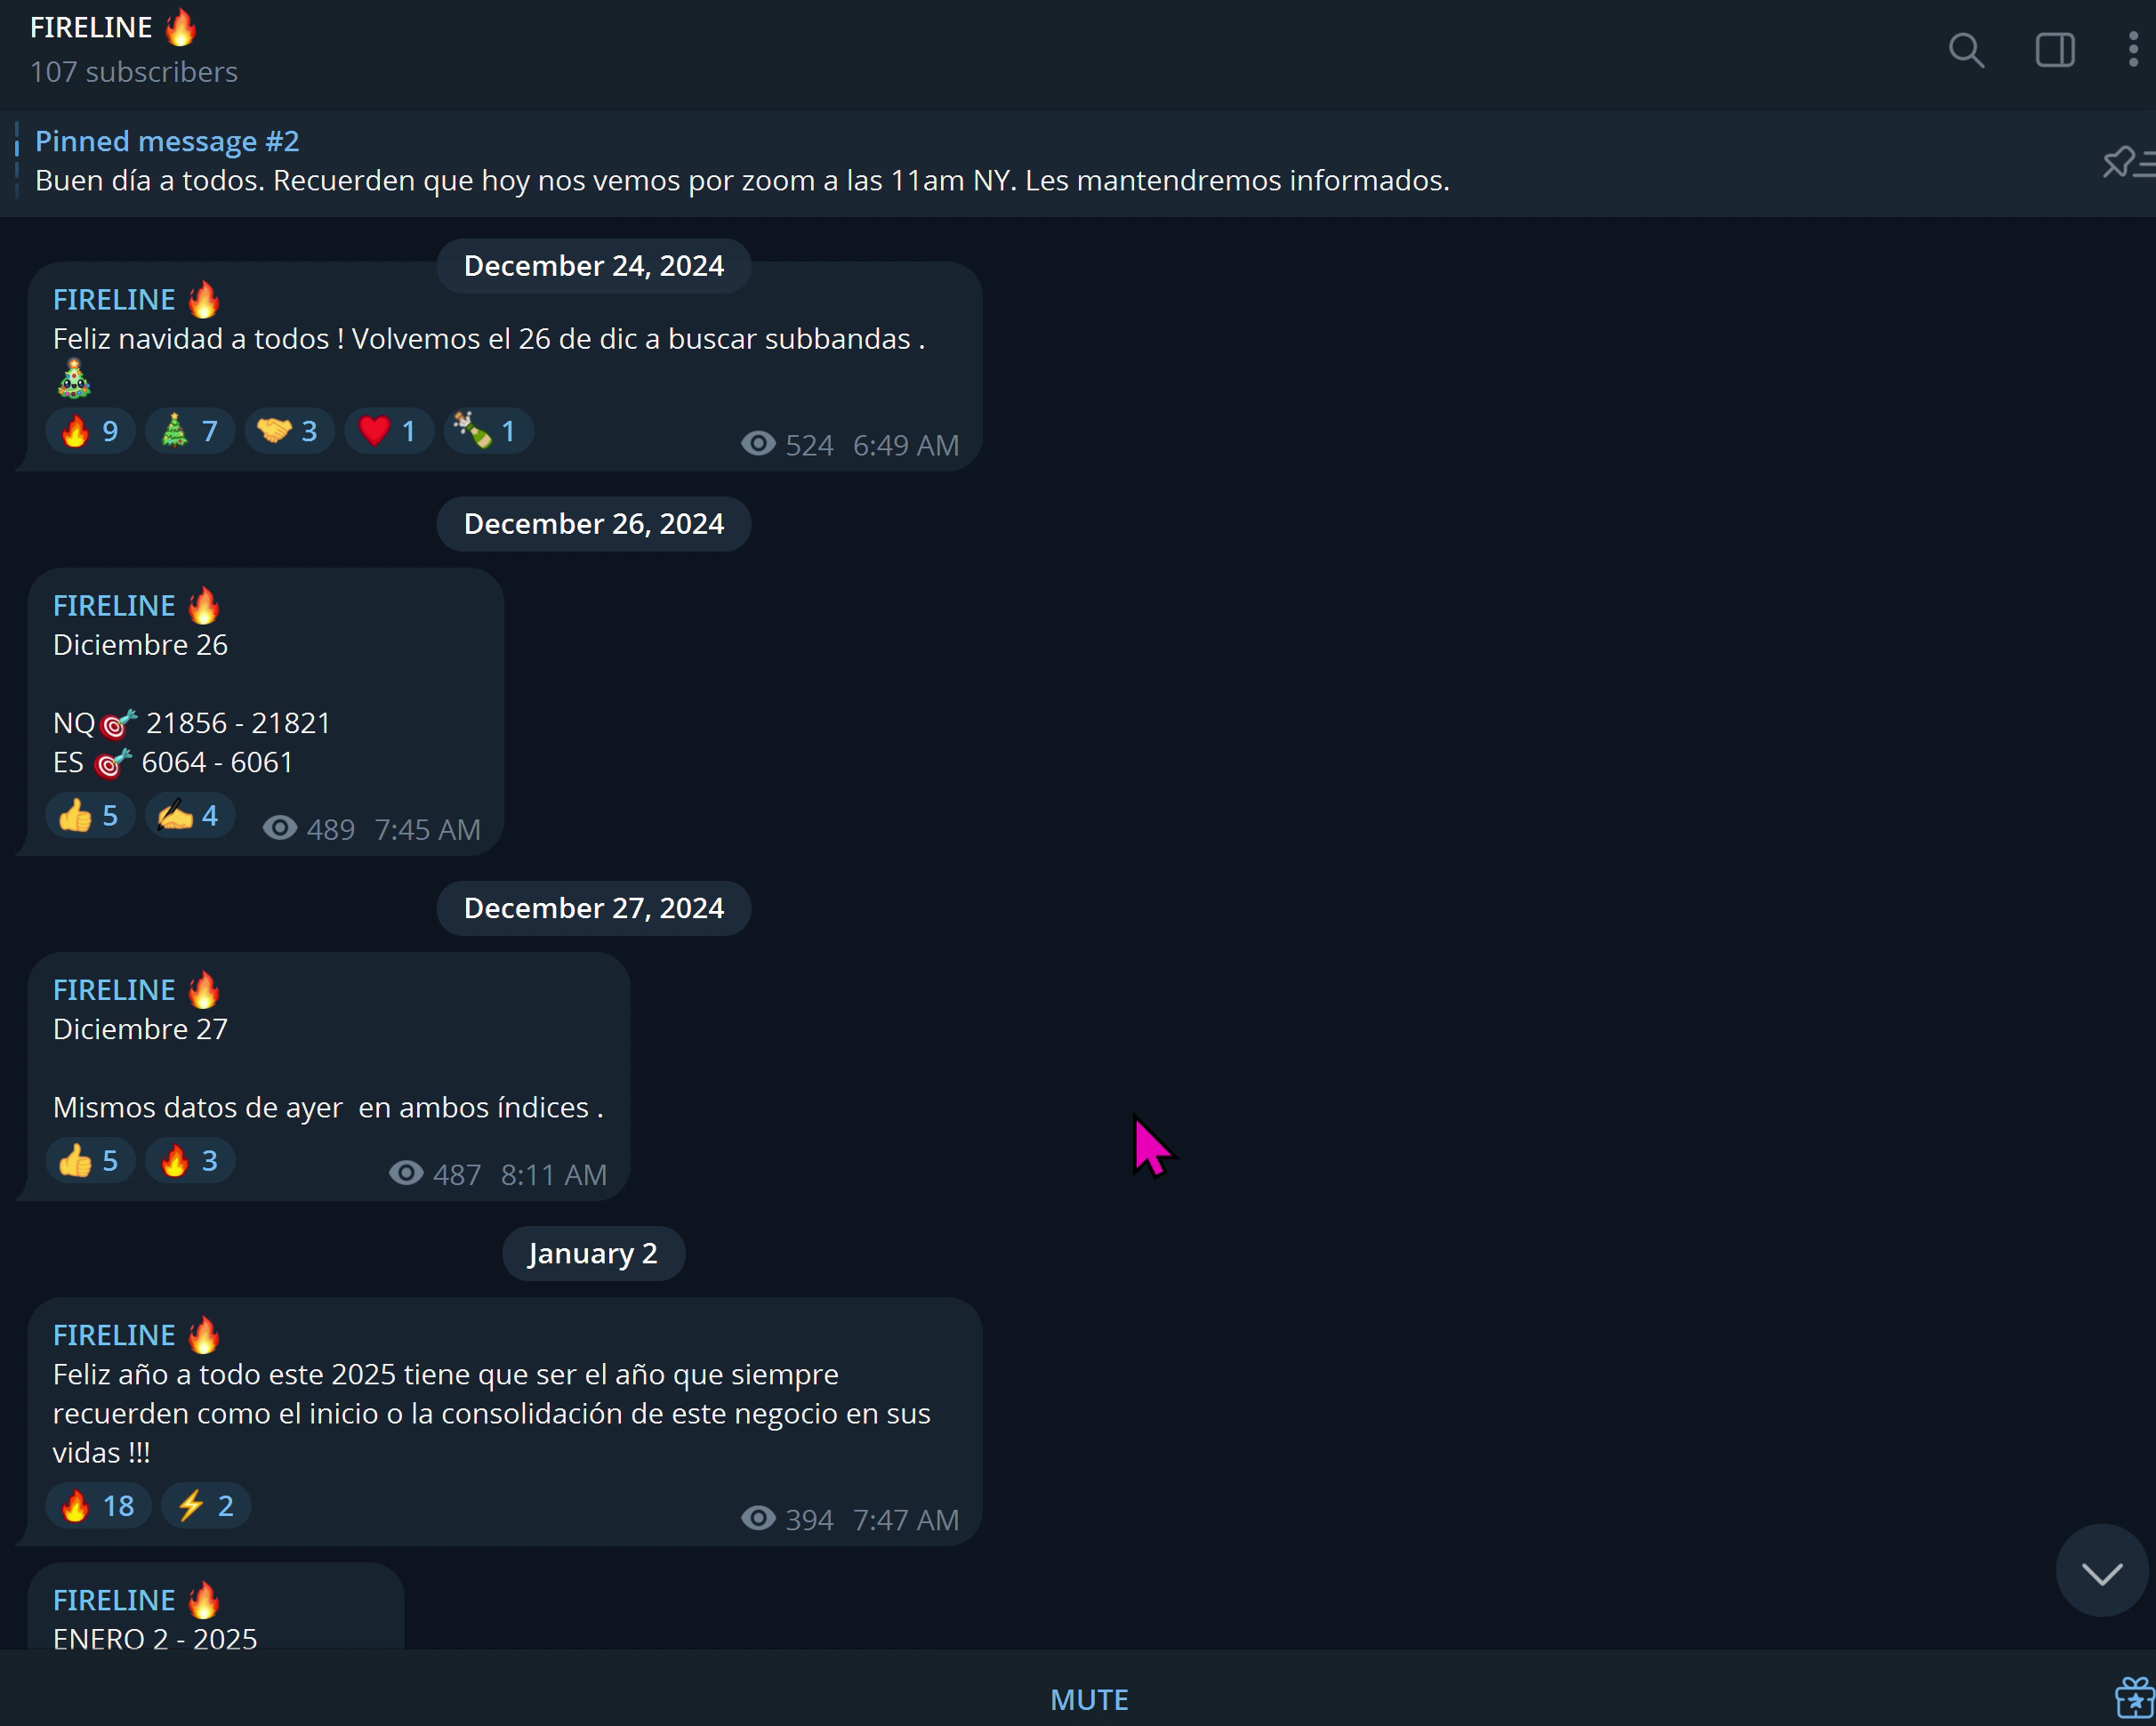 FIRELINE 🔥
107 subscribers
Pinned message #2
Buen día a todos. Recuerden que hoy nos vemos por zoom a las 11am NY. Les mantendremos informados.
December 24, 2024
FIRELINE 🔥
Feliz navidad a todos ! Volvemos el 26 de dic a buscar subbandas .
🎄
🔥 9 🎄 7 🤝 3 ❤️ 1 🍾 1 524 6:49 AM
December 26, 2024
FIRELINE 🔥
Diciembre 26
NQ🎯 21856 - 21821
ES 🎯 6064 - 6061
👍 5 ✍️ 4 489 7:45 AM
December 27, 2024
FIRELINE 🔥
Diciembre 27
Mismos datos de ayer  en ambos índices .
👍 5 🔥 3 487 8:11 AM
January 2
FIRELINE 🔥
Feliz año a todo este 2025 tiene que ser el año que siempre
recuerden como el inicio o la consolidación de este negocio en sus
vidas !!!
🔥 18 ⚡ 2 394 7:47 AM
FIRELINE 🔥
ENERO 2 - 2025
MUTE